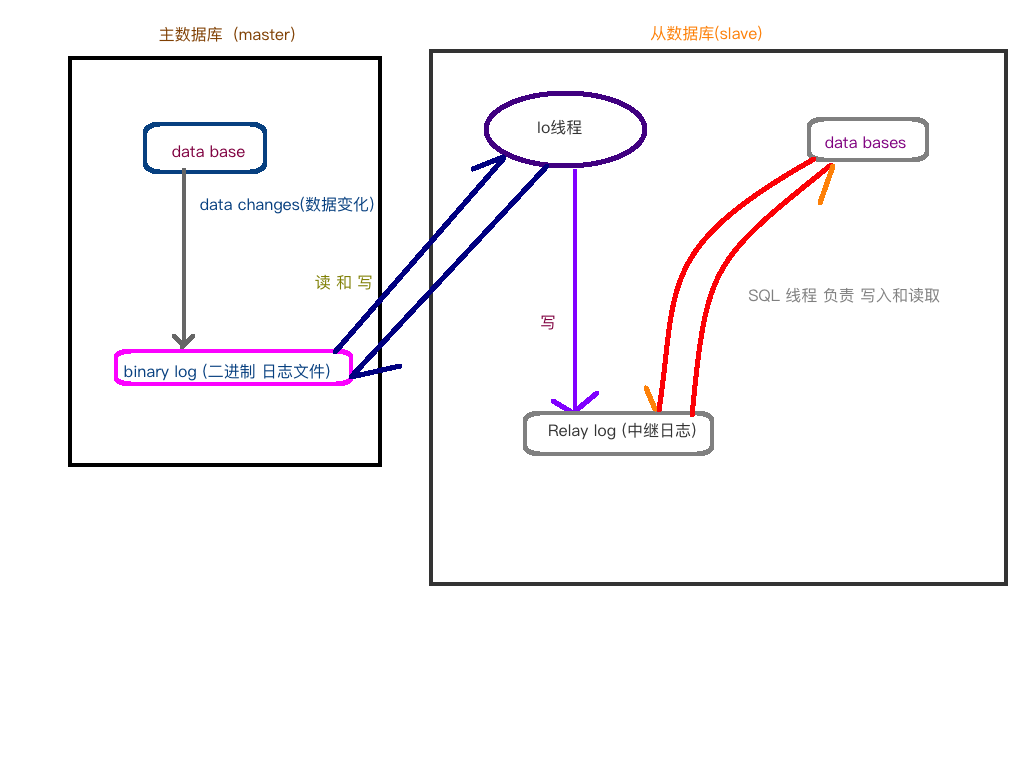 主数据库（master)
从数据库(slave)
data base
Io线程
data bases
data changes(数据变化)
读 和 写
SQL 线程 负责 写入和读取
写
binary log (二进制 日志文件)
Relay log (中继日志)